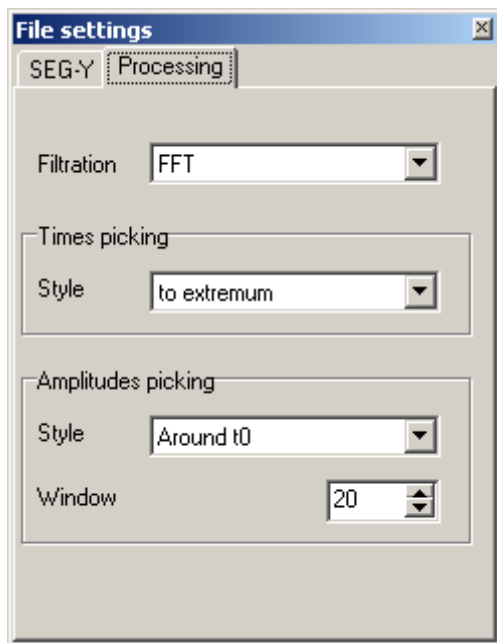 File settings
SEG-Y Processing
Filtration FFT
Times picking
Style to extremum
Amplitudes picking
Style Around t0
Window 20